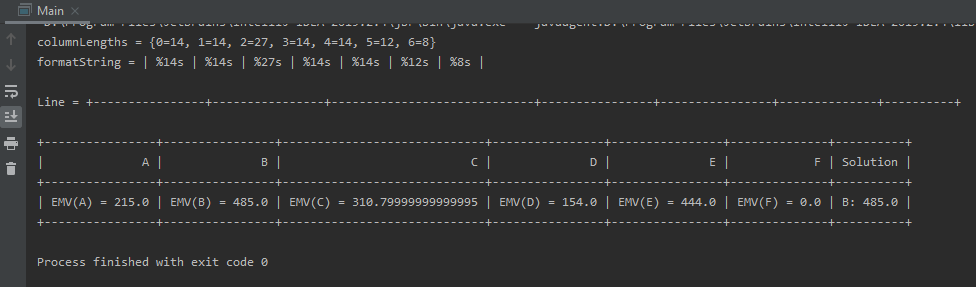 Main ×
columnLengths = {0=14, 1=14, 2=27, 3=14, 4=14, 5=12, 6=8}
formatString = | %14s | %14s | %27s | %14s | %14s | %12s | %8s |
Line = +----------------+----------------+-----------------------------+----------------+----------------+--------------+----------+
+----------------+----------------+-----------------------------+----------------+----------------+--------------+----------+
|              A |              B |                           C |              D |              E |            F | Solution |
+----------------+----------------+-----------------------------+----------------+----------------+--------------+----------+
| EMV(A) = 215.0 | EMV(B) = 485.0 | EMV(C) = 310.79999999999995 | EMV(D) = 154.0 | EMV(E) = 444.0 | EMV(F) = 0.0 | B: 485.0 |
+----------------+----------------+-----------------------------+----------------+----------------+--------------+----------+
Process finished with exit code 0